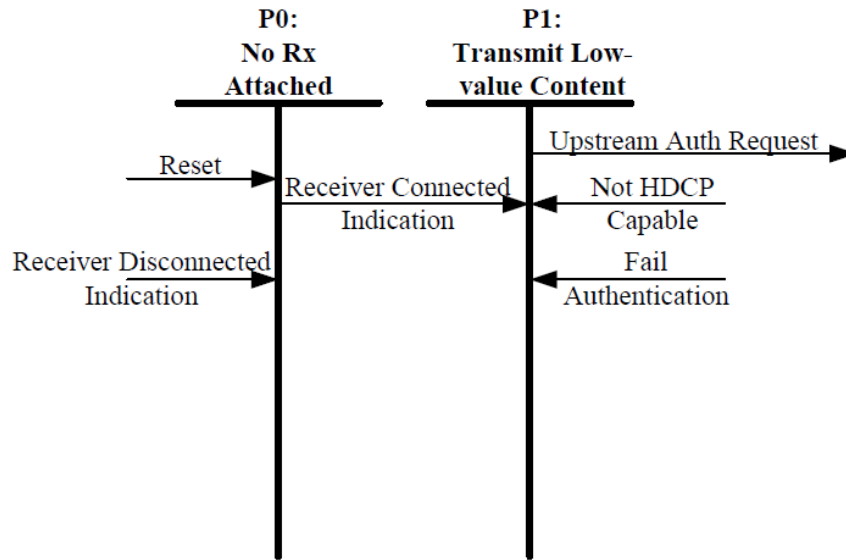 P0:
No Rx
Attached
P1:
Transmit Low-
value Content
Upstream Auth Request
Reset
Receiver Connected
Indication
Not HDCP
Capable
Receiver Disconnected
Indication
Fail
Authentication